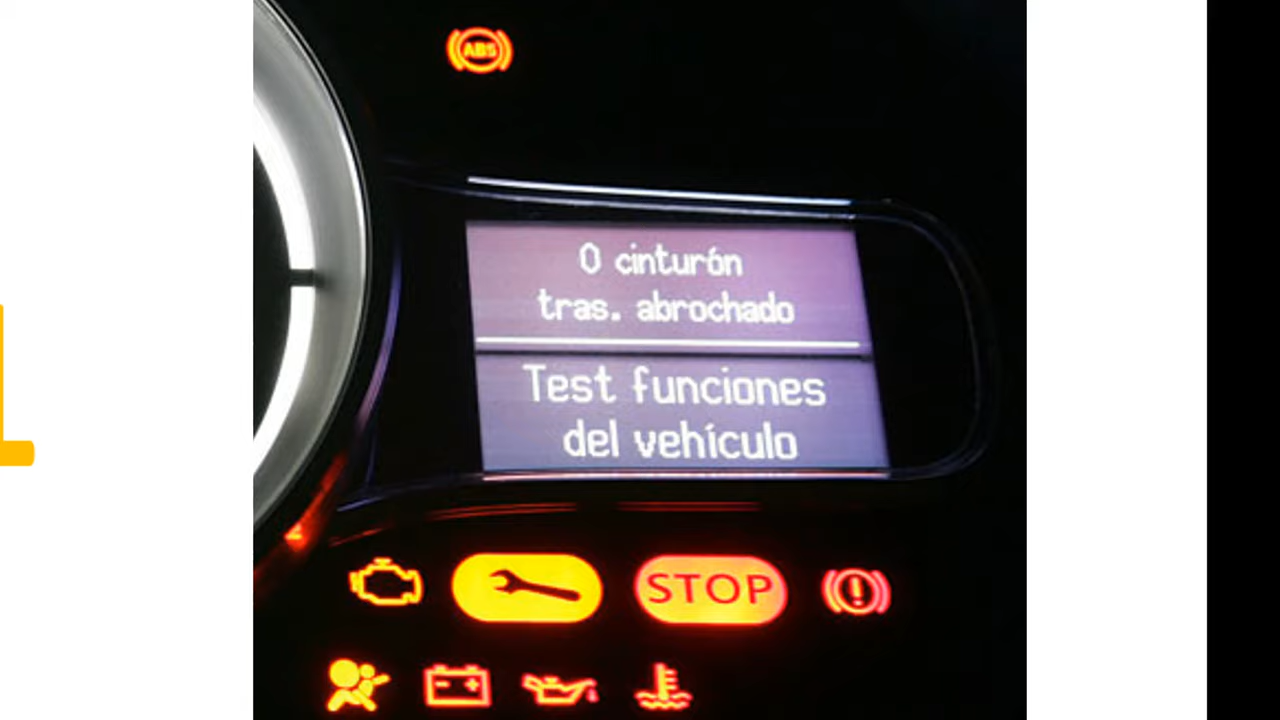 ABS
0 cinturón
tras. abrochado
Test funciones
del vehículo
STOP